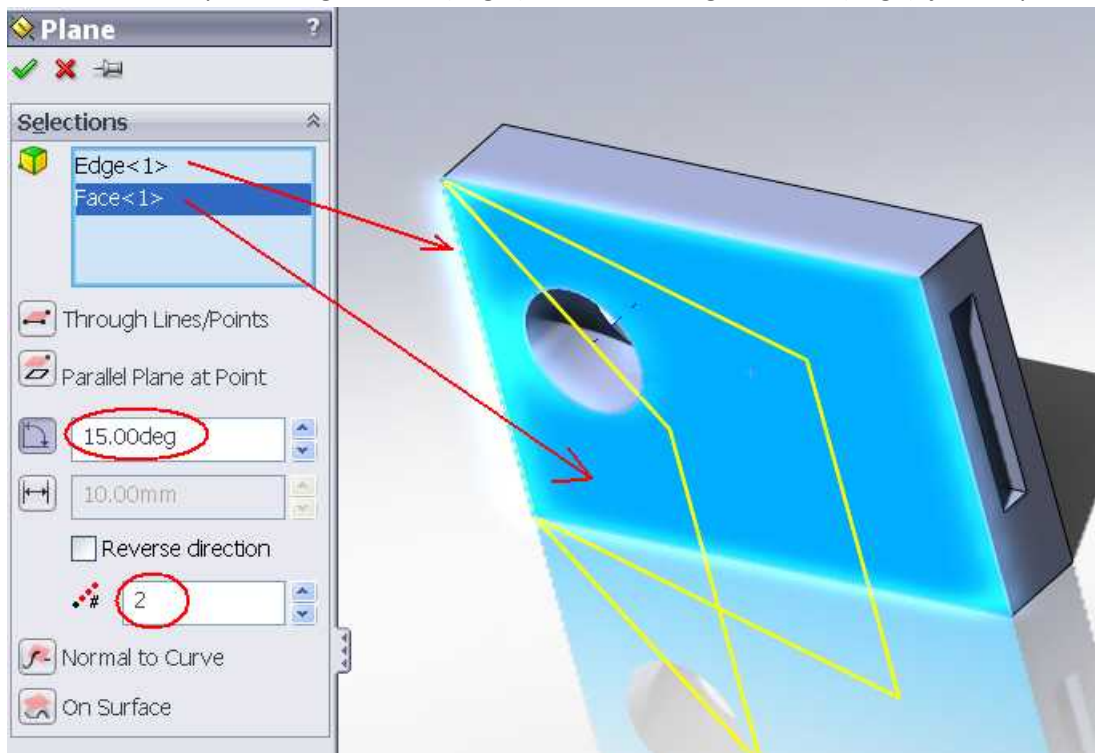 Plane ?
Selections
Edge<1>
Face<1>
Through Lines/Points
Parallel Plane at Point
15.00deg
10.00mm
Reverse direction
# 2
Normal to Curve
On Surface